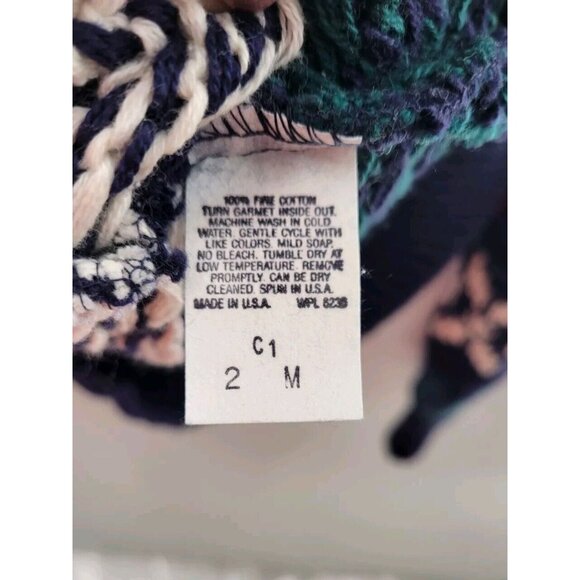 100% FINE COTTON
TURN GARMET INSIDE OUT.
MACHINE WASH IN COLD
WATER. GENTLE CYCLE WITH
LIKE COLORS. MILD SOAP.
NO BLEACH. TUMBLE DRY AT
LOW TEMPERATURE. REMOVE
PROMPTLY. CAN BE DRY
CLEANED. SPUN IN U.S.A.
MADE IN U.S.A. WPL 6235
C1
2 M